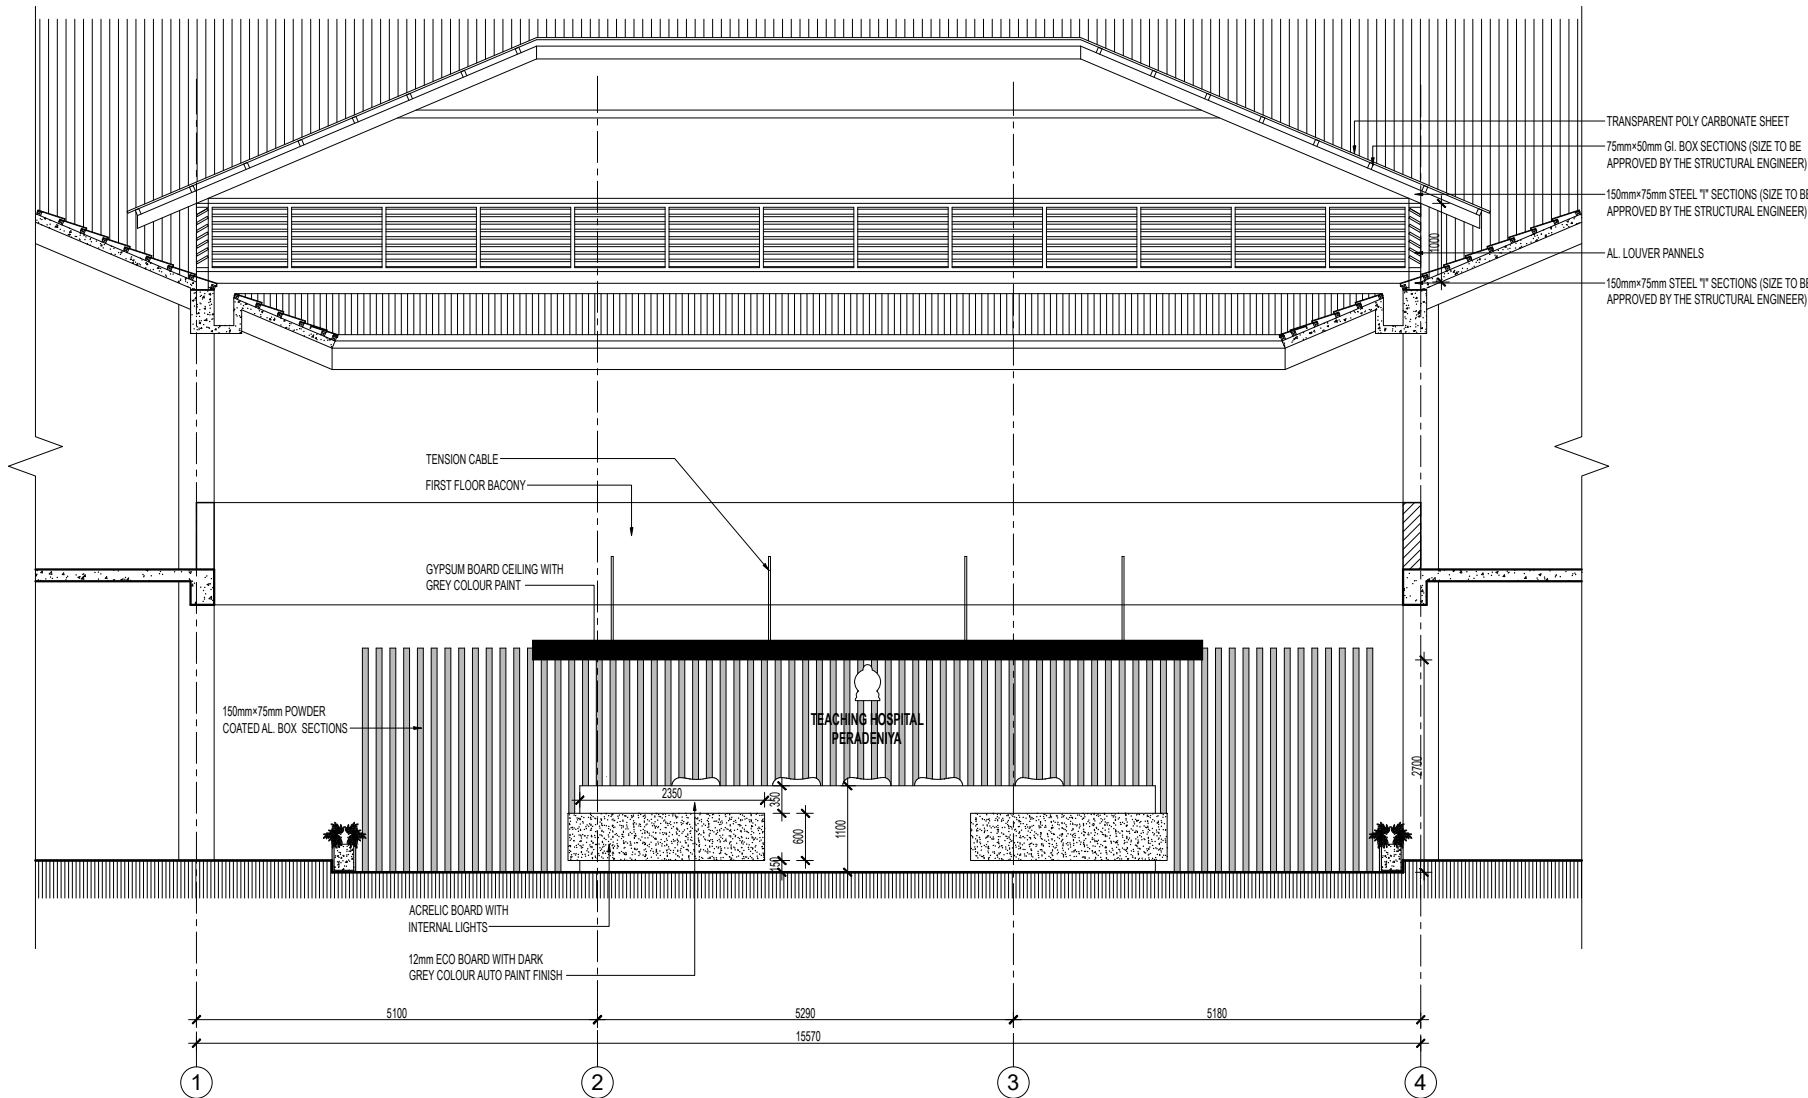 TRANSPARENT POLY CARBONATE SHEET
75mm×50mm GI. BOX SECTIONS (SIZE TO BE
APPROVED BY THE STRUCTURAL ENGINEER)
150mm×75mm STEEL "I" SECTIONS (SIZE TO BE
APPROVED BY THE STRUCTURAL ENGINEER)
1000
AL. LOUVER PANNELS
150mm×75mm STEEL "I" SECTIONS (SIZE TO BE
APPROVED BY THE STRUCTURAL ENGINEER)
TENSION CABLE
FIRST FLOOR BACONY
GYPSUM BOARD CEILING WITH
GREY COLOUR PAINT
150mm×75mm POWDER
COATED AL. BOX SECTIONS
TEACHING HOSPITAL
PERADENIYA
2700
2350
350
600
1100
150
ACRELIC BOARD WITH
INTERNAL LIGHTS
12mm ECO BOARD WITH DARK
GREY COLOUR AUTO PAINT FINISH
5100
5290
5180
15570
1
2
3
4